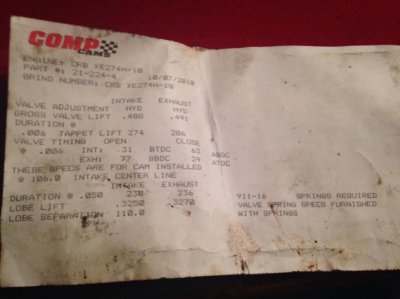 COMP
CAMS
ENGINE: CRB XE274H-10
PART #: 21-224-4 10/07/2010
GRIND NUMBER: CRB XE274H-10
INTAKE EXHAUST
VALVE ADJUSTMENT HYD HYD
GROSS VALVE LIFT .488 .491
DURATION @
.006 TAPPET LIFT 274 286
VALVE TIMING OPEN CLOSE
@ .006 INT: 31 BTDC 63 ABDC
EXH: 77 BBDC 29 ATDC
THESE SPECS ARE FOR CAM INSTALLED
@ 106.0 INTAKE CENTER LINE
INTAKE EXHAUST
DURATION @ .050 230 236
LOBE LIFT .3250 .3270
LOBE SEPARATION 110.0
911-16 SPRINGS REQUIRED
VALVE SPRING SPECS FURNISHED
WITH SPRINGS